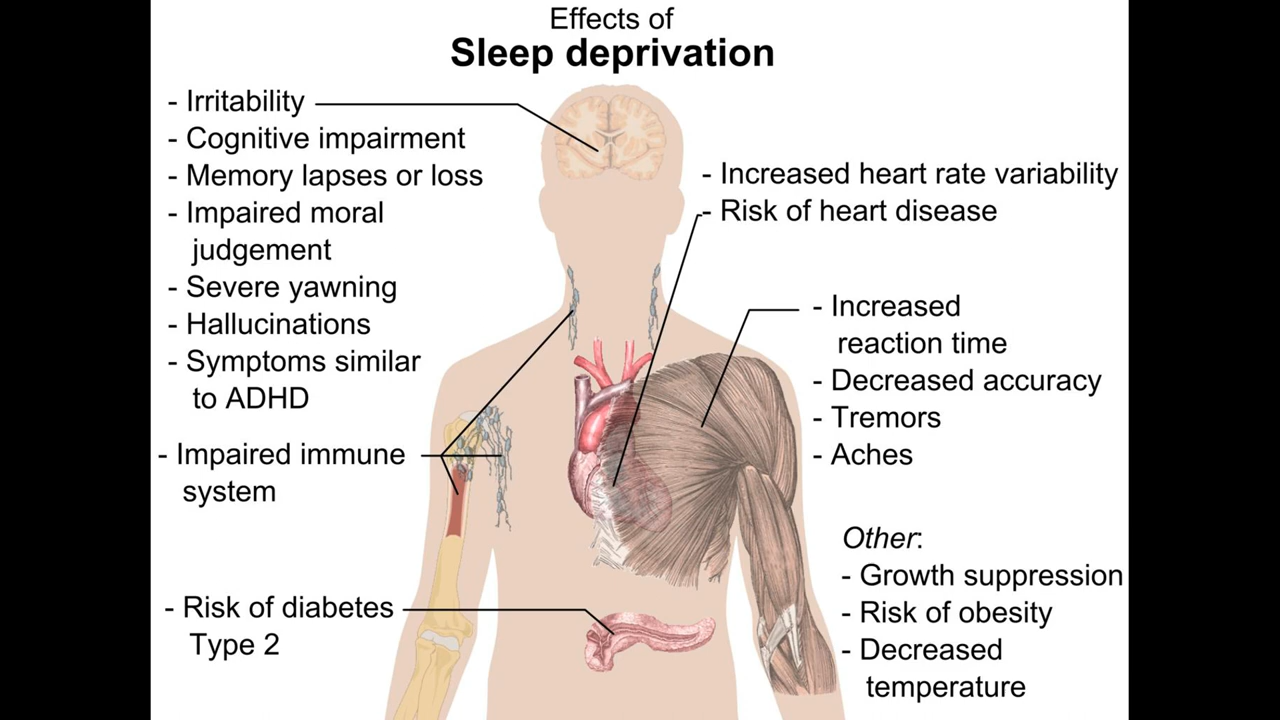 Effects of
Sleep deprivation
- Irritability
- Cognitive impairment
- Memory lapses or loss
- Impaired moral
judgement
- Severe yawning
- Hallucinations
- Symptoms similar
to ADHD
- Impaired immune
system
- Risk of diabetes
Type 2
- Increased heart rate variability
- Risk of heart disease
- Increased
reaction time
- Decreased accuracy
- Tremors
- Aches
Other:
- Growth suppression
- Risk of obesity
- Decreased
temperature